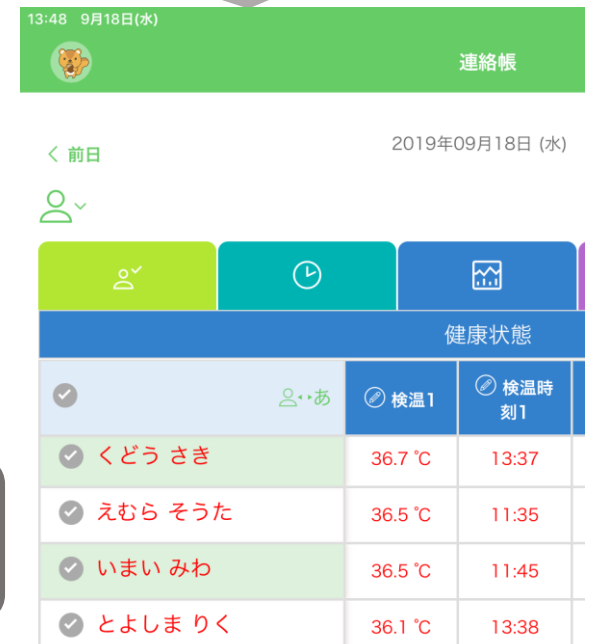 13:48 9月18日(水)
連絡帳
前日
2019年09月18日 (水)
健康状態
あ
検温1
検温時
刻1
くどう さき
36.7 ℃
13:37
えむら そうた
36.5 ℃
11:35
いまい みわ
36.5 ℃
11:45
とよしま りく
36.1 ℃
13:38